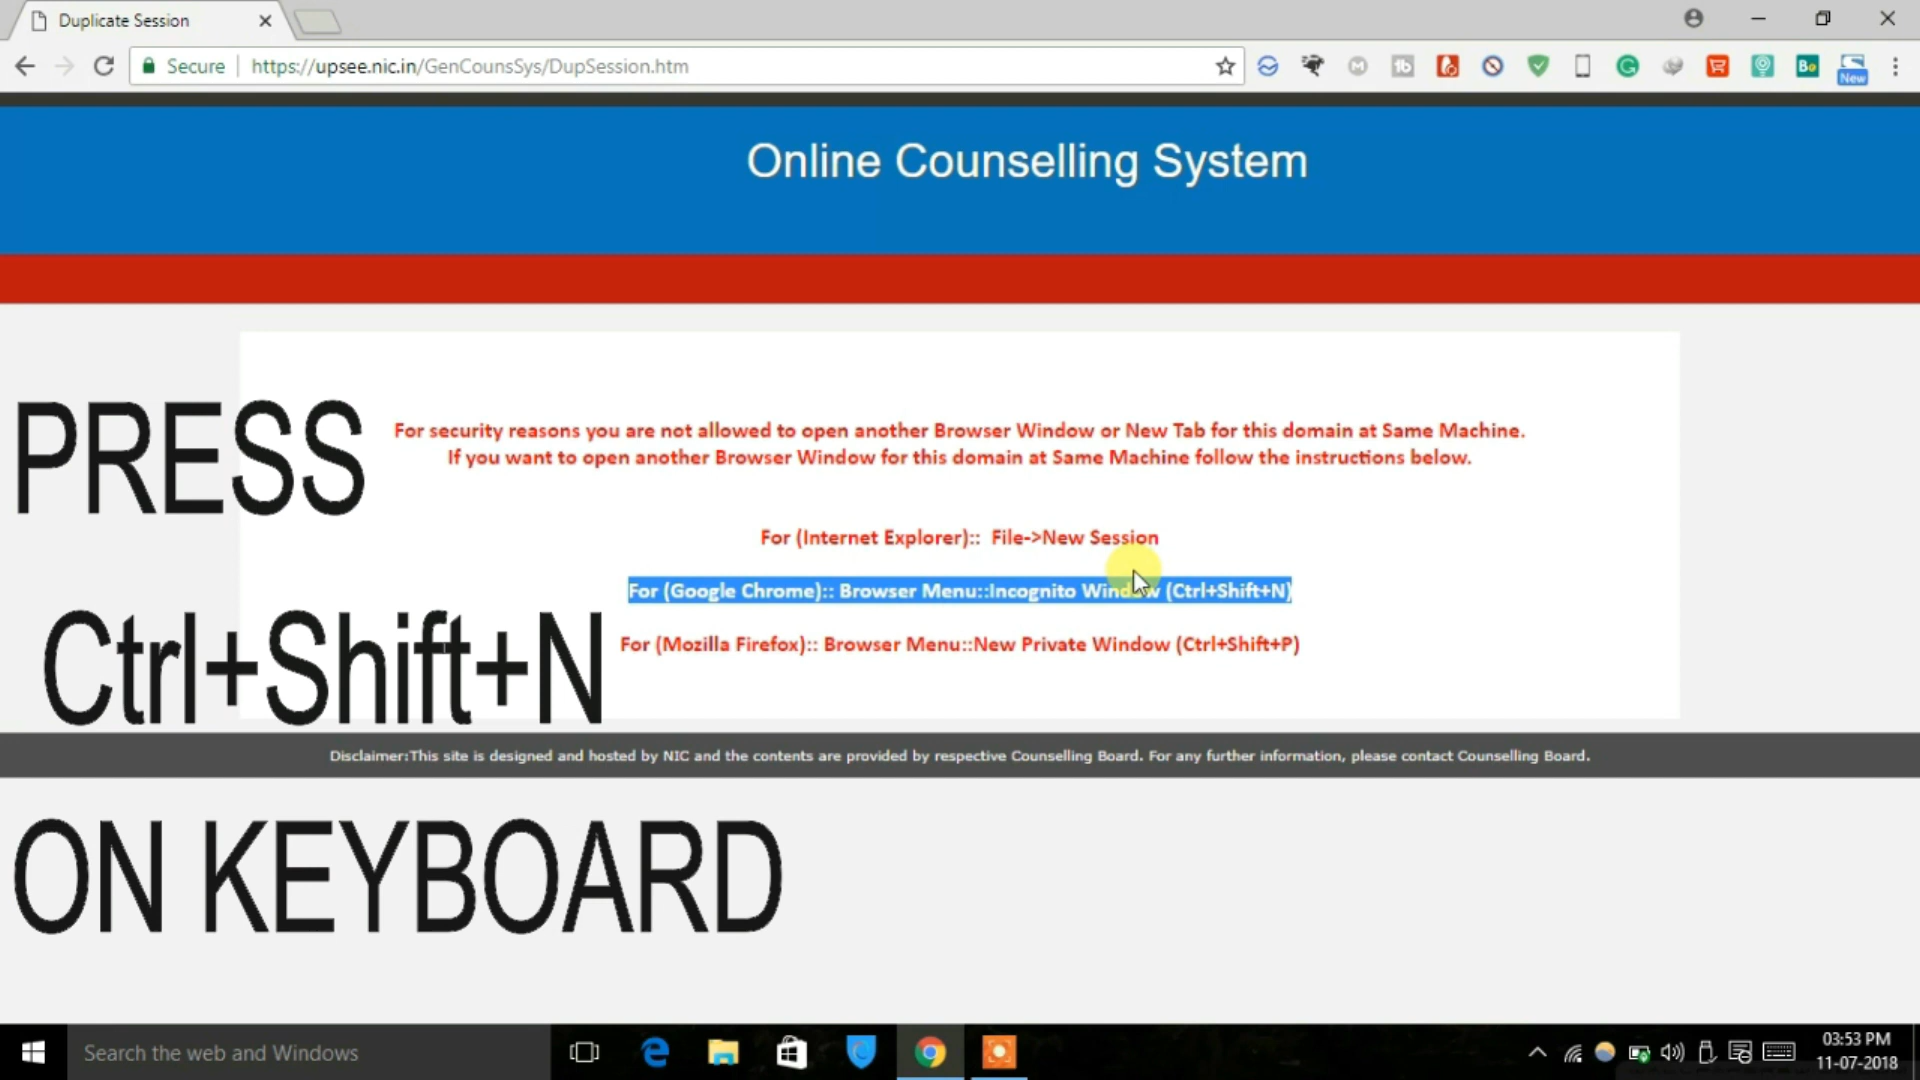 Duplicate Session
Secure
https://upsee.nic.in/GenCounsSys/DupSession.htm
New
Online Counselling System
For security reasons you are not allowed to open another Browser Window or New Tab for this domain at Same Machine.
If you want to open another Browser Window for this domain at Same Machine follow the instructions below.
For (Internet Explorer):: File->New Session
For (Google Chrome):: Browser Menu::Incognito Window (Ctrl+Shift+N)
For (Mozilla Firefox):: Browser Menu::New Private Window (Ctrl+Shift+P)
PRESS
Ctrl+Shift+N
ON KEYBOARD
Disclaimer:This site is designed and hosted by NIC and the contents are provided by respective Counselling Board. For any further information, please contact Counselling Board.
Search the web and Windows
03:53 PM
11-07-2018